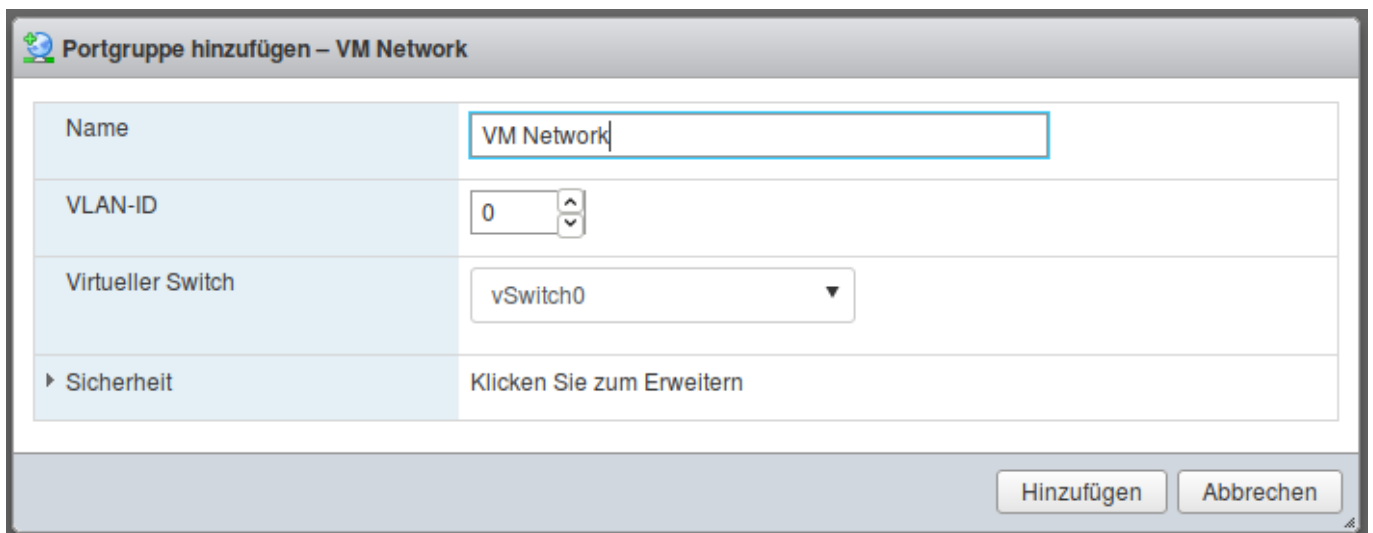 Portgruppe hinzufügen – VM Network
Name
VM Network
VLAN-ID
0
Virtueller Switch
vSwitch0
Sicherheit
Klicken Sie zum Erweitern
Hinzufügen
Abbrechen